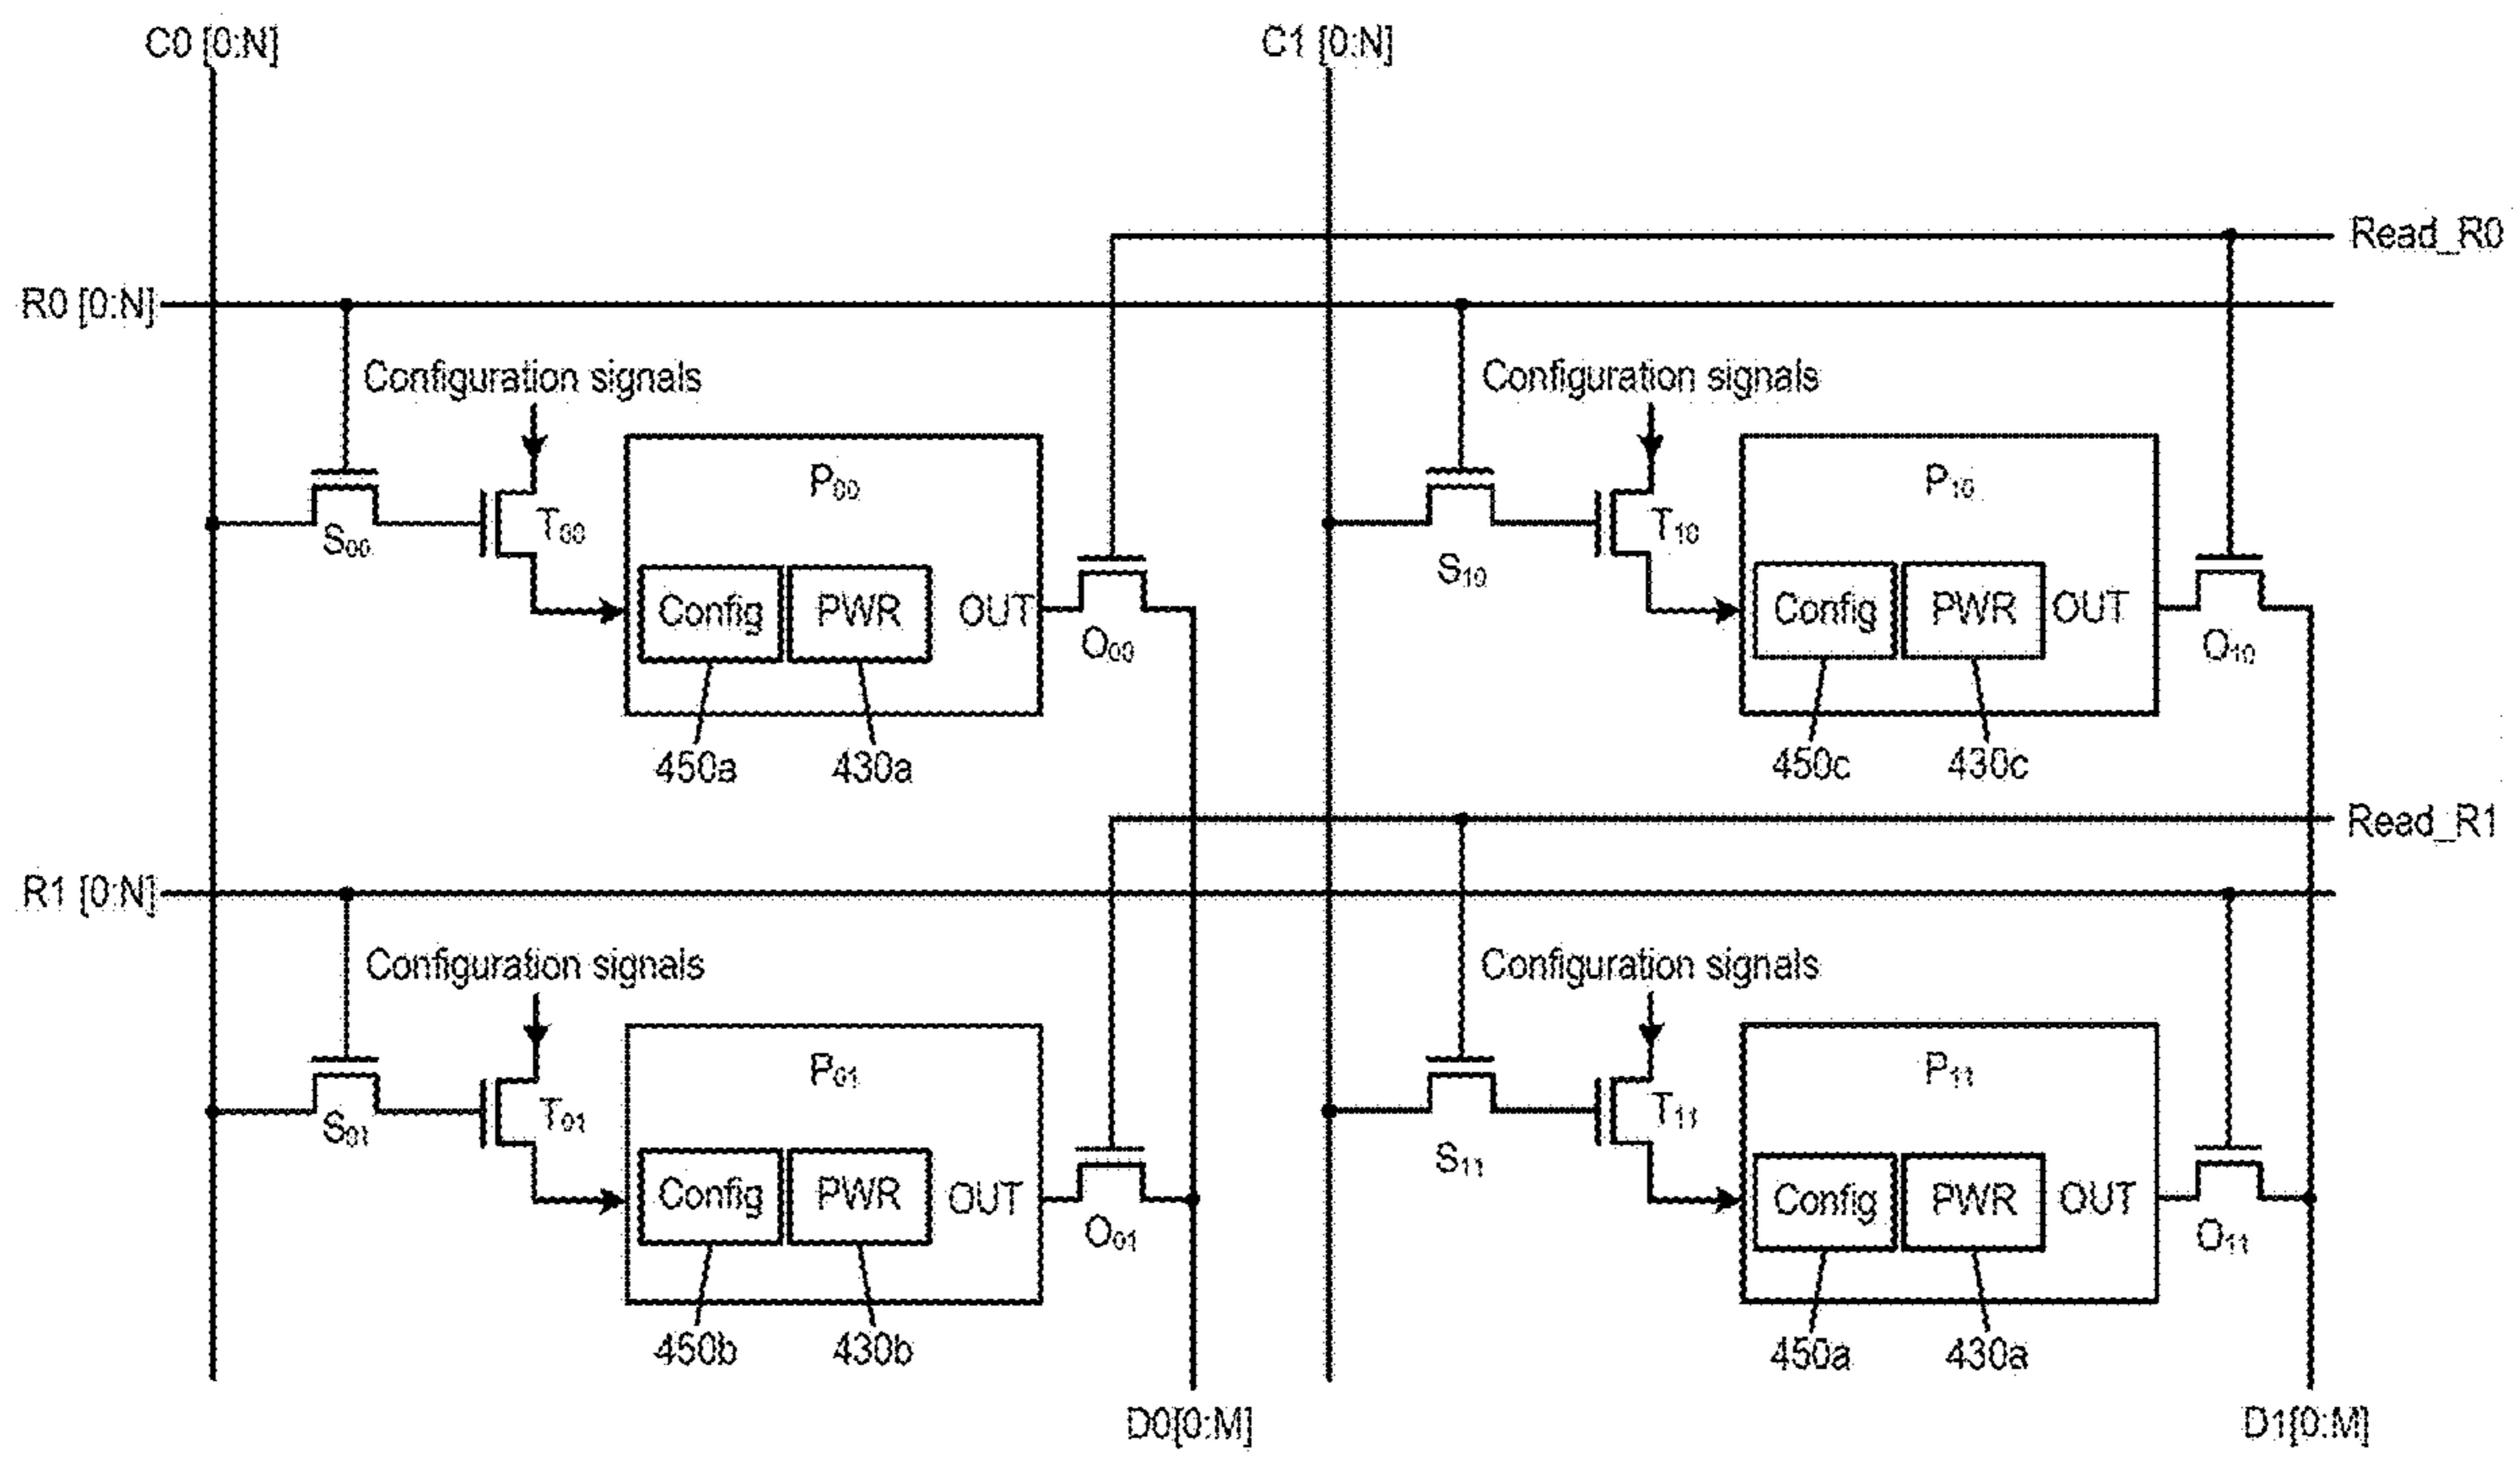 C0 [0:N]
C1 [0:N]
Read_R0
R0 [0:N]
Configuration signals
Configuration signals
P00
P10
T00
T10
S00
S10
Config
PWR
OUT
Config
PWR
OUT
O00
O10
450a
430a
450c
430c
Read_R1
R1 [0:N]
Configuration signals
Configuration signals
P01
P11
T01
T11
S01
S11
Config
PWR
OUT
Config
PWR
OUT
O01
O11
450b
430b
450a
430a
D0[0:M]
D1[0:M]